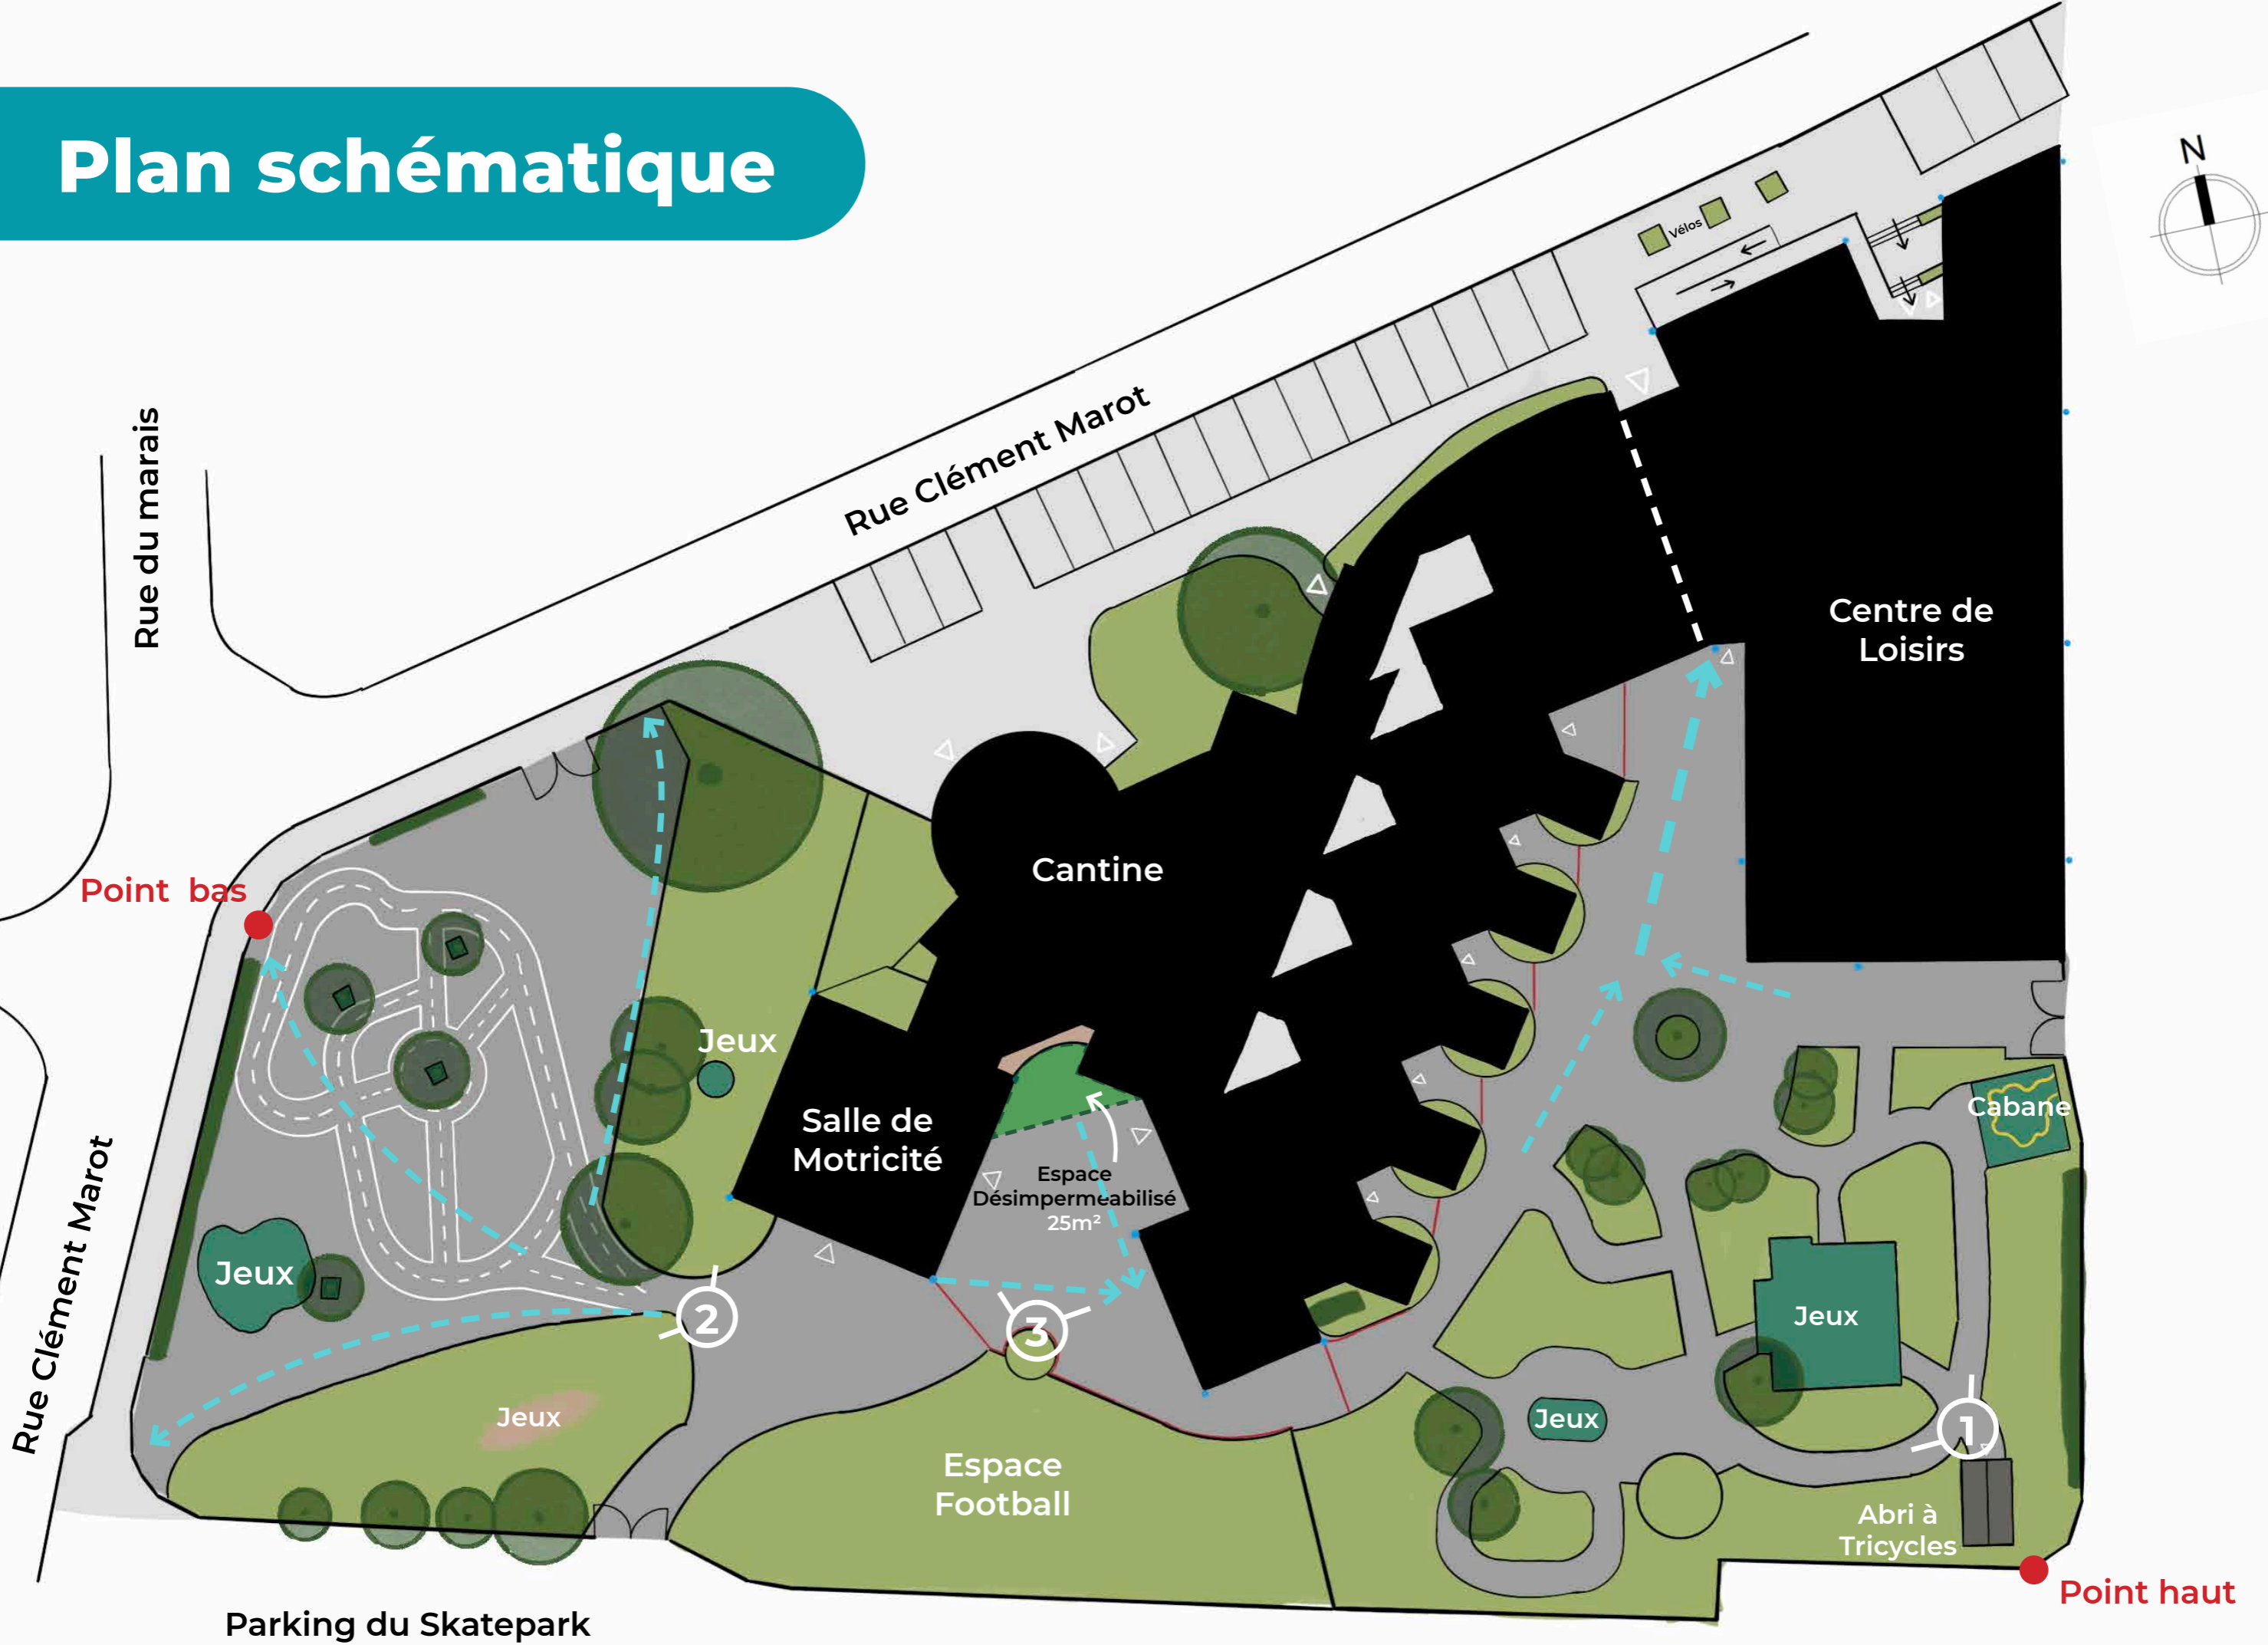 Plan schématique
N
Vélos
Rue Clément Marot
Rue du marais
Centre de
Loisirs
Point  bas
Cantine
Jeux
Salle de
Motricité
Espace
Désimperméabilisé
25m²
Cabane
Jeux
Jeux
Rue Clément Marot
2
3
Jeux
Jeux
1
Espace
Football
Abri à
Tricycles
Point haut
Parking du Skatepark